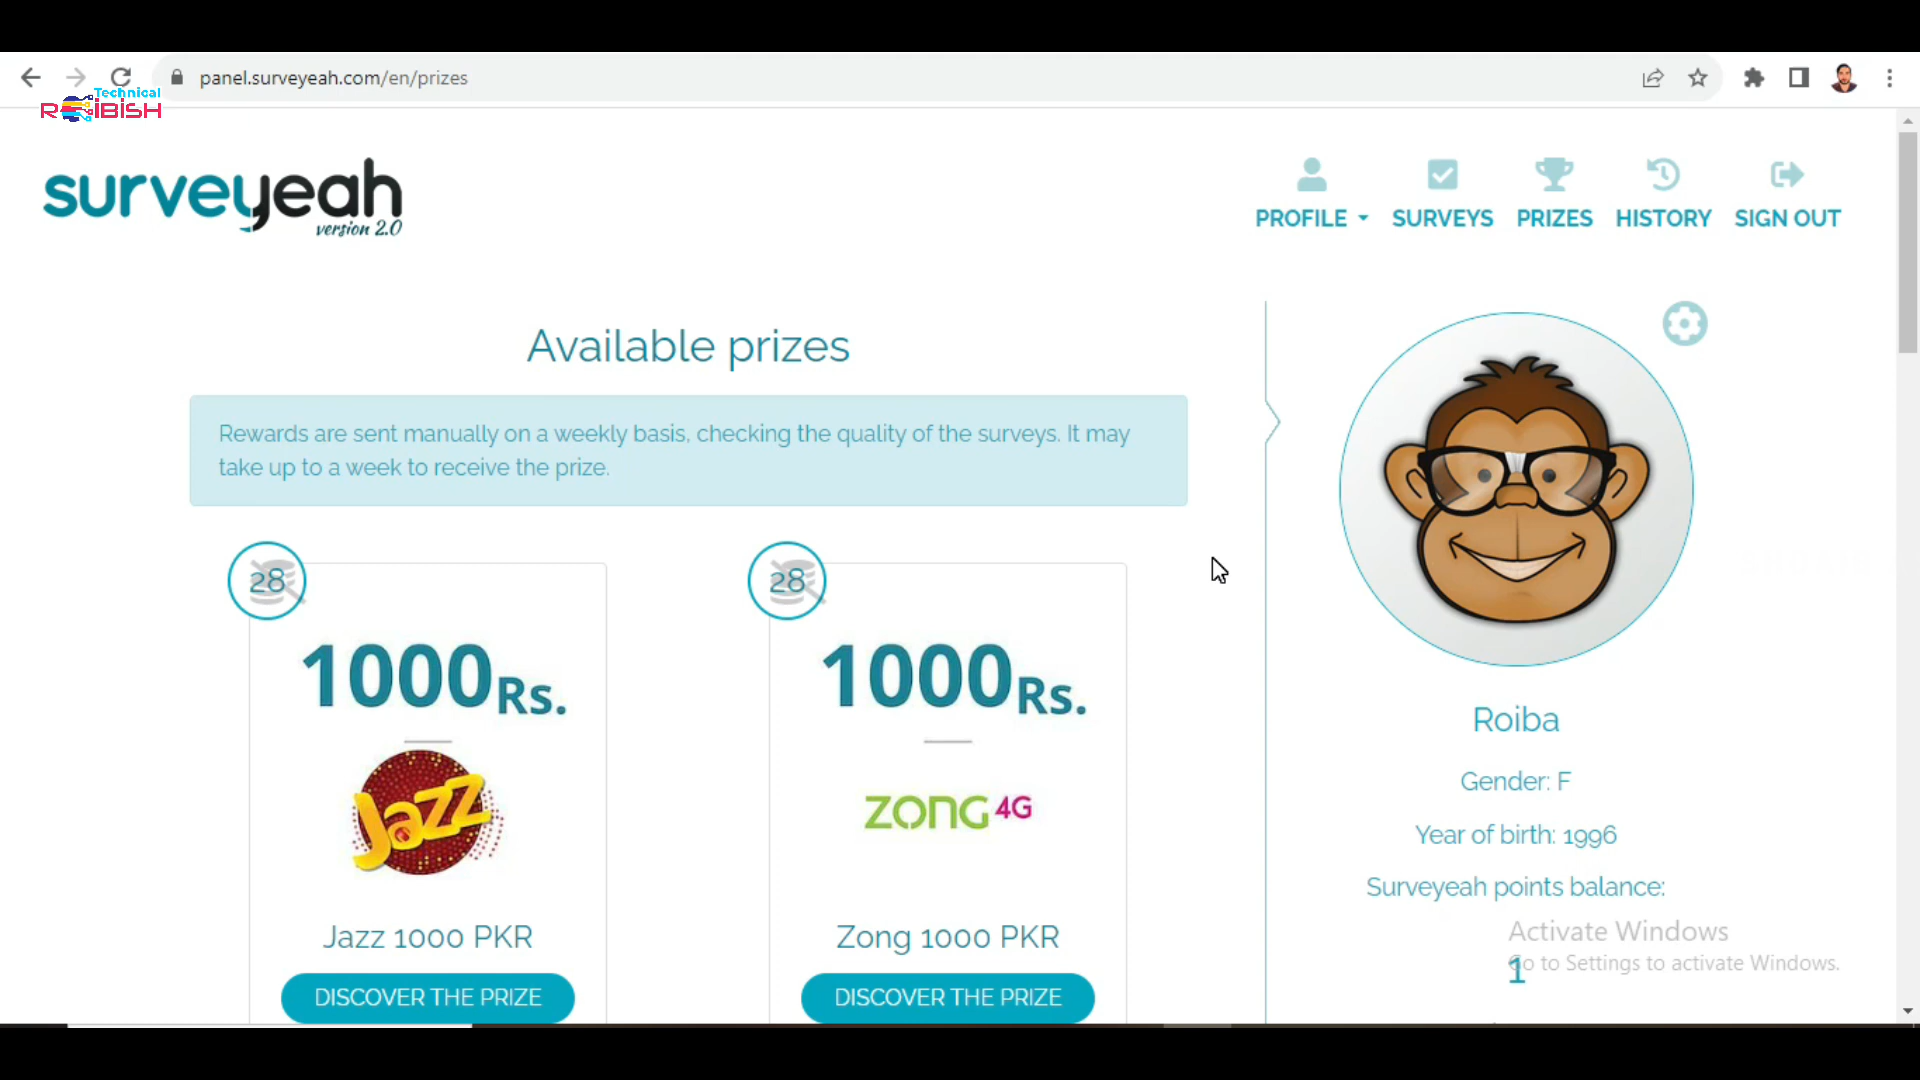 panel.surveyeah.com/en/prizes
Technical
ROIBISH
surveyeah
version 2.0
PROFILE
SURVEYS
PRIZES
HISTORY
SIGN OUT
Available prizes
Rewards are sent manually on a weekly basis, checking the quality of the surveys. It may
take up to a week to receive the prize.
28
1000Rs.
Jazz
Jazz 1000 PKR
DISCOVER THE PRIZE
28
1000Rs.
ZONG 4G
Zong 1000 PKR
DISCOVER THE PRIZE
Roiba
Gender: F
Year of birth: 1996
Surveyeah points balance:
1
Activate Windows
Go to Settings to activate Windows.